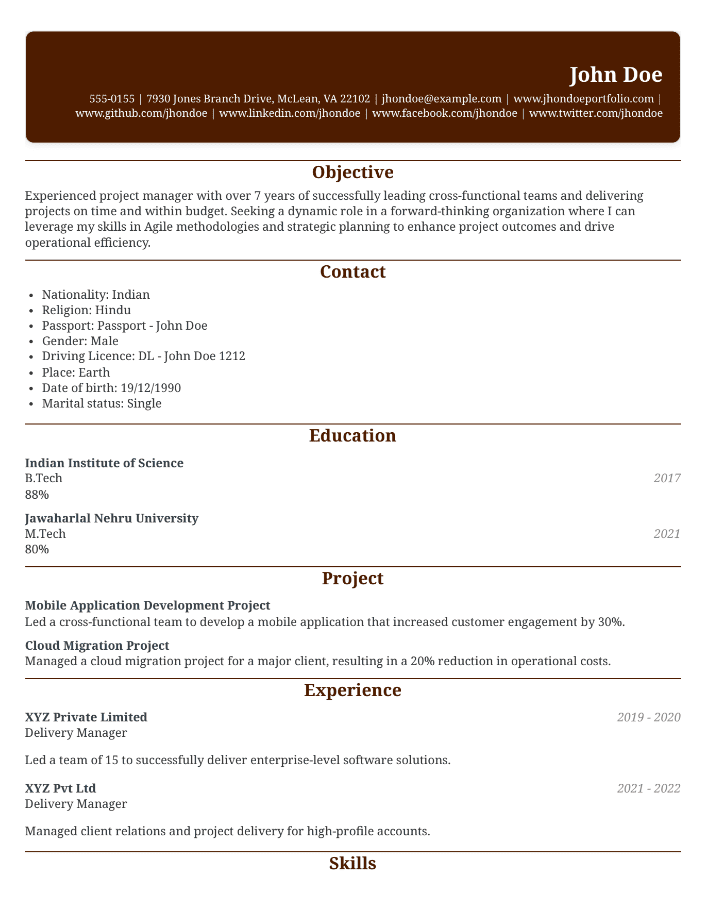 John Doe
555-0155 | 7930 Jones Branch Drive, McLean, VA 22102 | jhondoe@example.com | www.jhondoeportfolio.com |
www.github.com/jhondoe | www.linkedin.com/jhondoe | www.facebook.com/jhondoe | www.twitter.com/jhondoe
Objective
Experienced project manager with over 7 years of successfully leading cross-functional teams and delivering
projects on time and within budget. Seeking a dynamic role in a forward-thinking organization where I can
leverage my skills in Agile methodologies and strategic planning to enhance project outcomes and drive
operational efficiency.
Contact
• Nationality: Indian
• Religion: Hindu
• Passport: Passport - John Doe
• Gender: Male
• Driving Licence: DL - John Doe 1212
• Place: Earth
• Date of birth: 19/12/1990
• Marital status: Single
Education
Indian Institute of Science
B.Tech 2017
88%
Jawaharlal Nehru University
M.Tech 2021
80%
Project
Mobile Application Development Project
Led a cross-functional team to develop a mobile application that increased customer engagement by 30%.
Cloud Migration Project
Managed a cloud migration project for a major client, resulting in a 20% reduction in operational costs.
Experience
XYZ Private Limited 2019 - 2020
Delivery Manager
Led a team of 15 to successfully deliver enterprise-level software solutions.
XYZ Pvt Ltd 2021 - 2022
Delivery Manager
Managed client relations and project delivery for high-profile accounts.
Skills